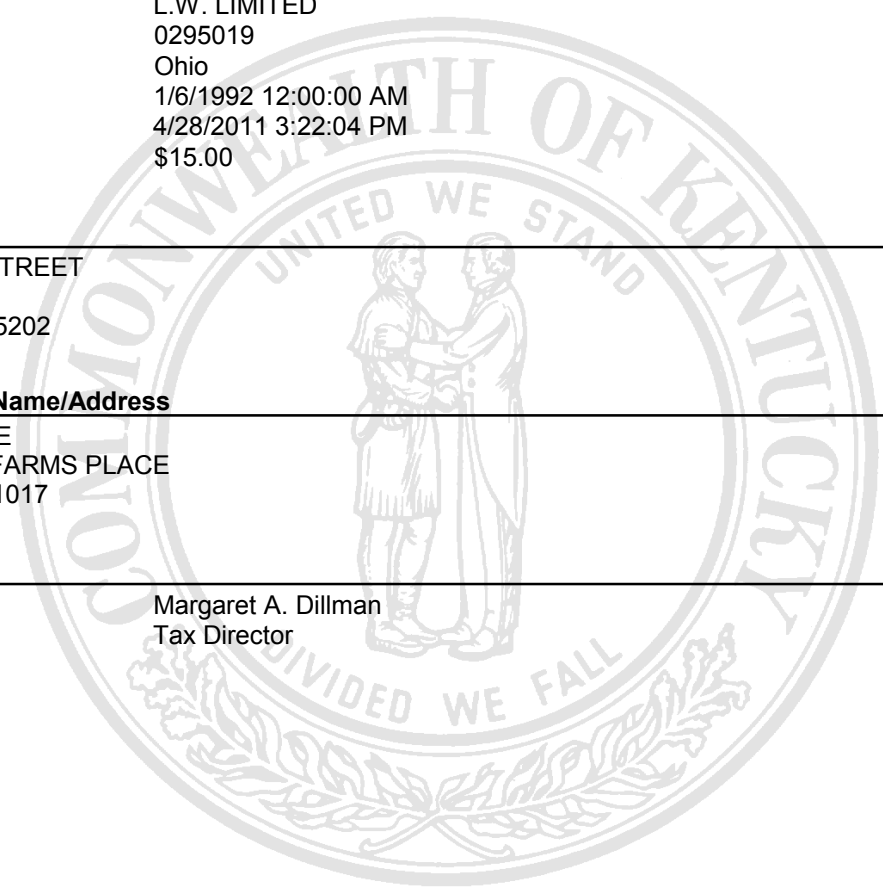 L.W. LIMITED
0295019
Ohio
1/6/1992 12:00:00 AM
4/28/2011 3:22:04 PM
$15.00
TREET
5202
Name/Address
E
FARMS PLACE
1017
Margaret A. Dillman
Tax Director
COMMONWEALTH OF KENTUCKY
UNITED WE STAND
DIVIDED WE FALL